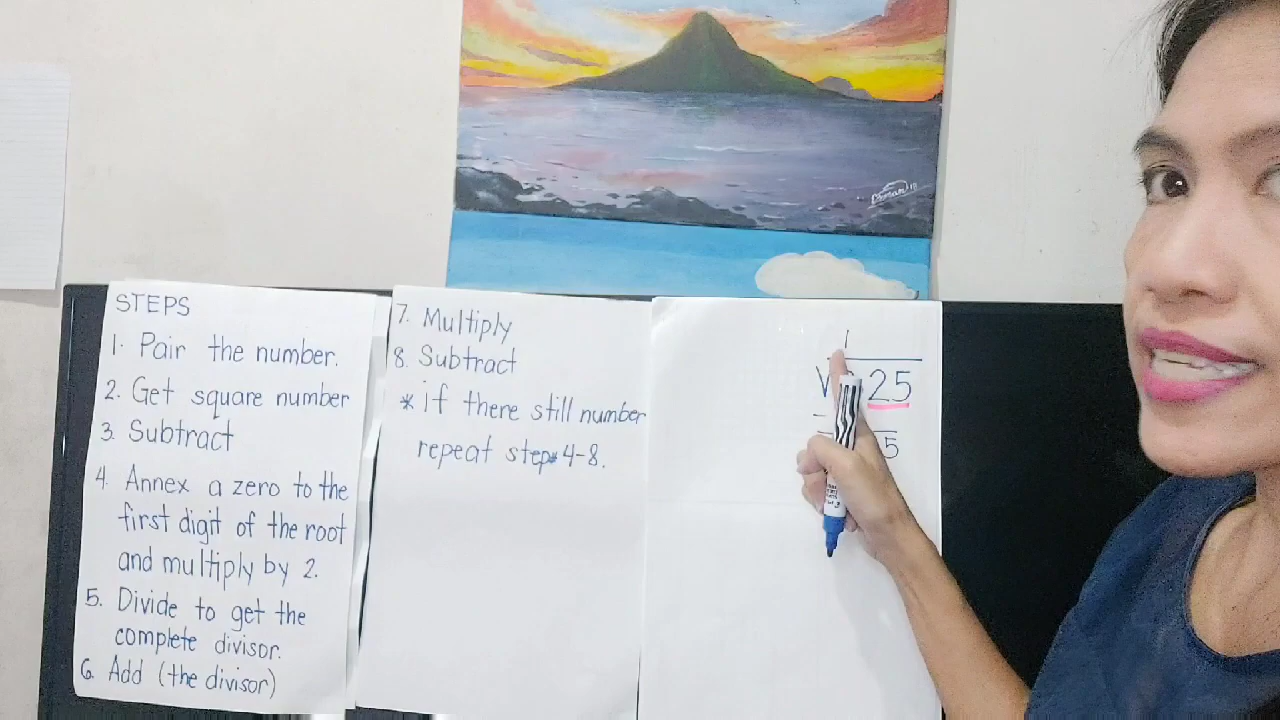 STEPS
1. Pair the number.
2. Get square number
3. Subtract
4. Annex a zero to the
first digit of the root
and multiply by 2.
5. Divide to get the
complete divisor.
6. Add (the divisor)
7. Multiply
8. Subtract
* if there still number
repeat step 4-8.
1
√ 25
- 
5